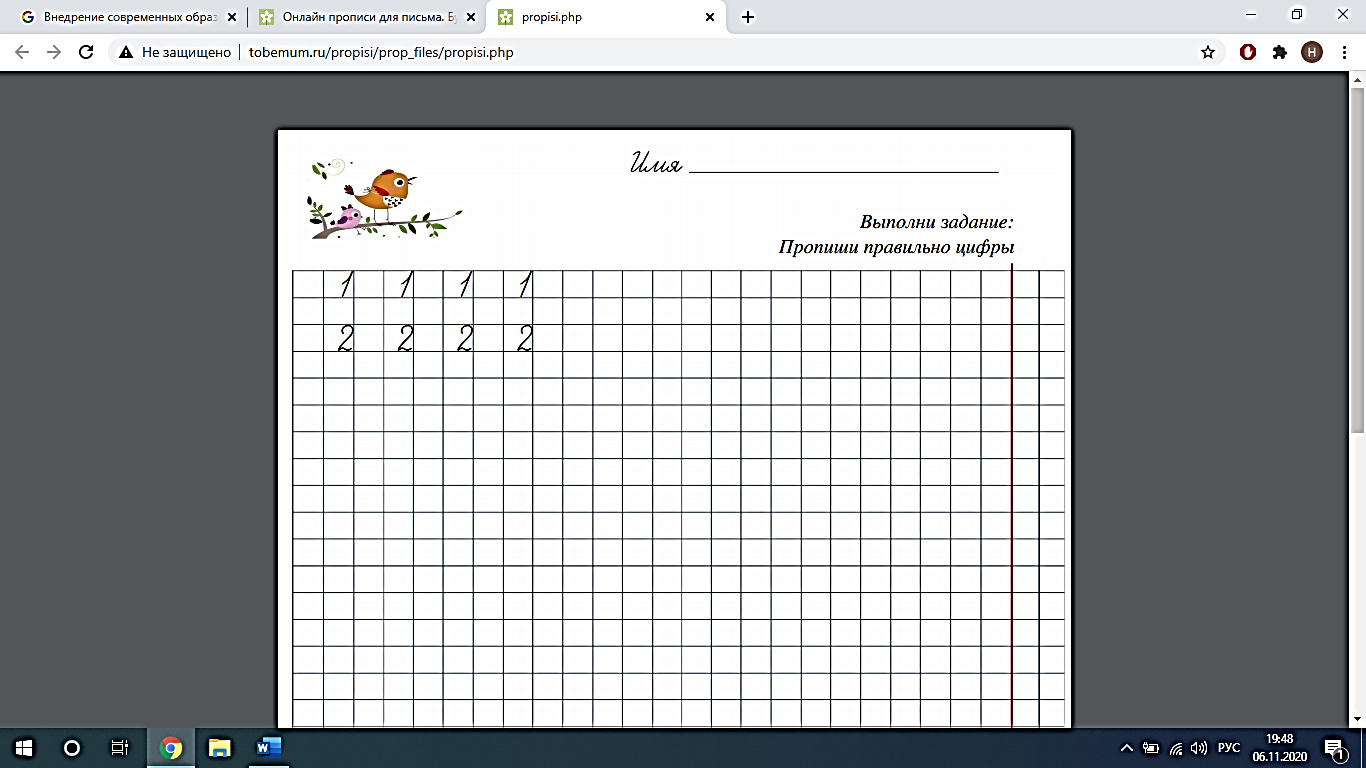 Внедрение современных образ
Онлайн прописи для письма. Бу
propisi.php
Не защищено
tobemum.ru/propisi/prop_files/propisi.php
Н
Имя
Выполни задание:
Пропиши правильно цифры
1 1 1 1
2 2 2 2
РУС
19:48
06.11.2020
1